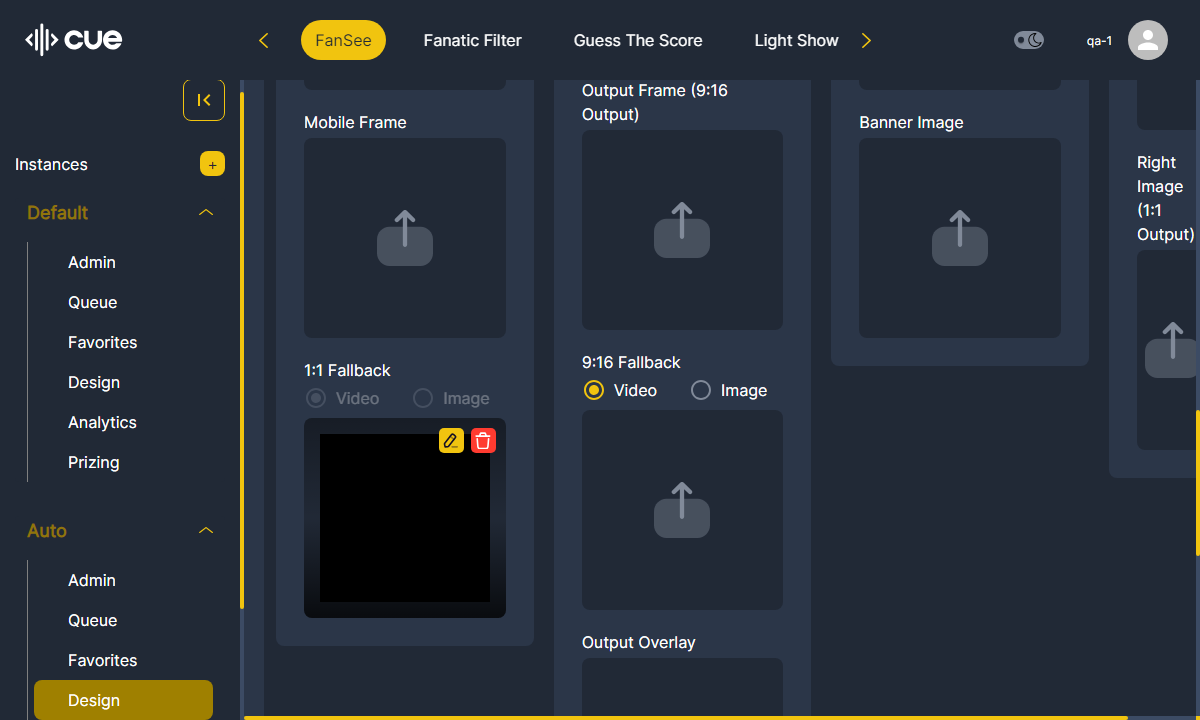 cue
FanSee
Fanatic Filter
Guess The Score
Light Show
qa-1
Instances
+
Default
Admin
Queue
Favorites
Design
Analytics
Prizing
Auto
Admin
Queue
Favorites
Design
Mobile Frame
1:1 Fallback
Video
Image
Output Frame (9:16
Output)
9:16 Fallback
Video
Image
Output Overlay
Banner Image
Right
Image
(1:1
Output)